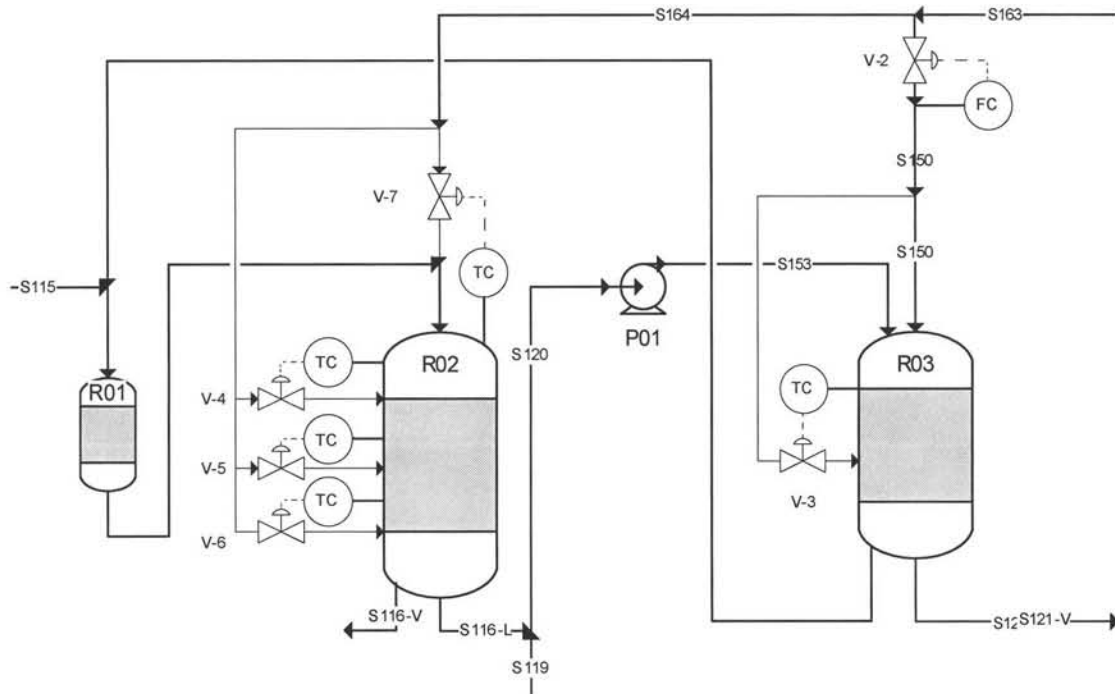 S164
S163
V-2
FC
S150
V-7
S150
TC
S115
S153
P01
S120
R02
R03
TC
TC
R01
V-4
TC
V-5
TC
V-3
V-6
S116-V
S116-L
S121-V
S119